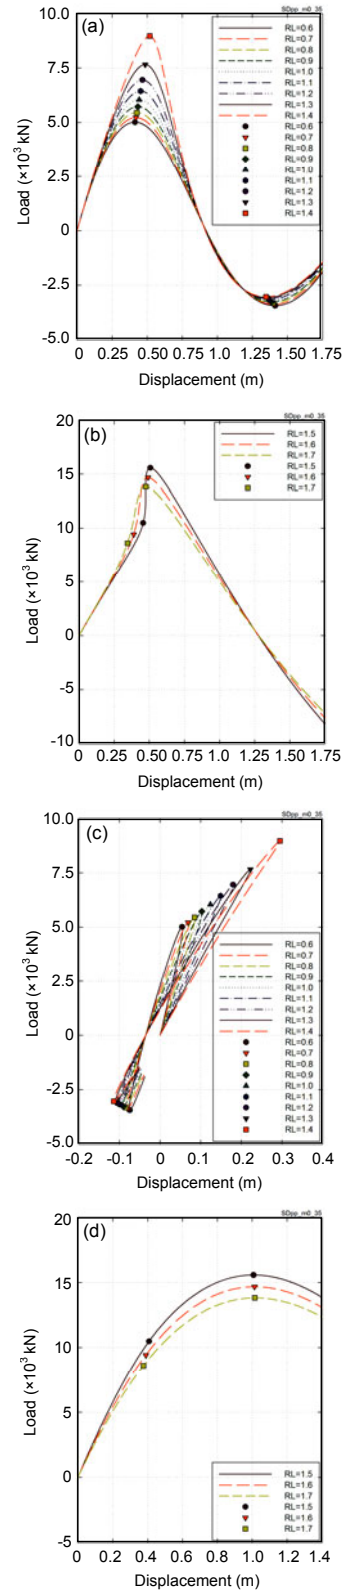 SDpp_m0_35
(a)
10.0
7.5
5.0
2.5
0
-2.5
-5.0
Load (×10³ kN)
RL=0.6
RL=0.7
RL=0.8
RL=0.9
RL=1.0
RL=1.1
RL=1.2
RL=1.3
RL=1.4
RL=0.6
RL=0.7
RL=0.8
RL=0.9
RL=1.0
RL=1.1
RL=1.2
RL=1.3
RL=1.4
0 0.25 0.50 0.75 1.00 1.25 1.50 1.75
Displacement (m)
SDpp_m0_35
(b)
20
15
10
5
0
-5
-10
Load (×10³ kN)
RL=1.5
RL=1.6
RL=1.7
RL=1.5
RL=1.6
RL=1.7
0 0.25 0.50 0.75 1.00 1.25 1.50 1.75
Displacement (m)
SDpp_m0_35
(c)
10.0
7.5
5.0
2.5
0
-2.5
-5.0
Load (×10³ kN)
RL=0.6
RL=0.7
RL=0.8
RL=0.9
RL=1.0
RL=1.1
RL=1.2
RL=1.3
RL=1.4
RL=0.6
RL=0.7
RL=0.8
RL=0.9
RL=1.0
RL=1.1
RL=1.2
RL=1.3
RL=1.4
-0.2 -0.1 0 0.1 0.2 0.3 0.4
Displacement (m)
SDpp_m0_35
(d)
20
15
10
5
0
-5
Load (×10³ kN)
RL=1.5
RL=1.6
RL=1.7
RL=1.5
RL=1.6
RL=1.7
0 0.2 0.4 0.6 0.8 1.0 1.2 1.4
Displacement (m)